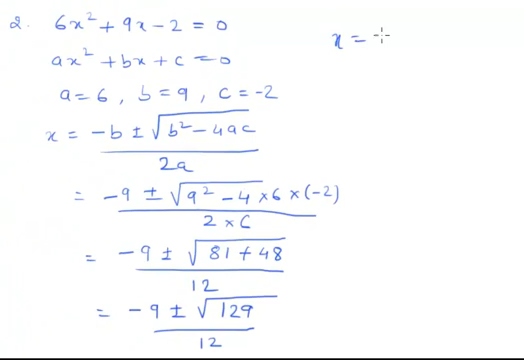 2. 6x² + 9x - 2 = 0
ax² + bx + c = 0
a = 6 , b = 9 , c = -2
x = -b ± √b² - 4ac / 2a
= -9 ± √9² - 4 × 6 × (-2) / 2 × 6
= -9 ± √81 + 48 / 12
= -9 ± √129 / 12
x =